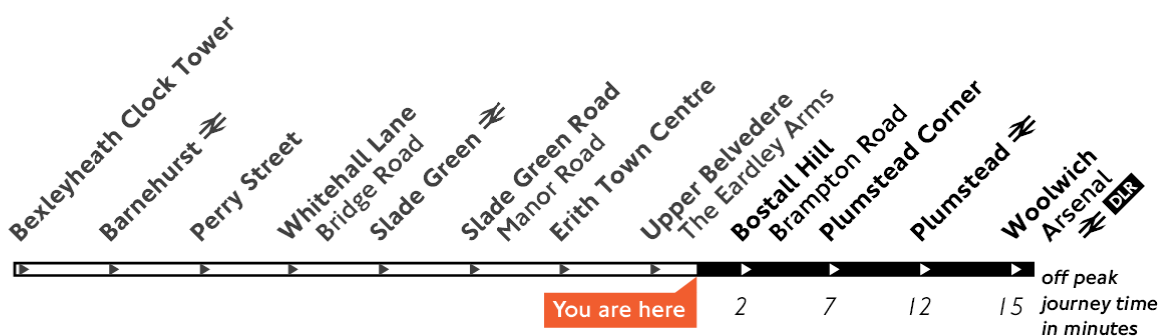 Bexleyheath Clock Tower
Barnehurst
Perry Street
Whitehall Lane
Bridge Road
Slade Green
Slade Green Road
Manor Road
Erith Town Centre
Upper Belvedere
The Eardley Arms
Bostall Hill
Brampton Road
Plumstead Corner
Plumstead
Woolwich
Arsenal
DLR
You are here
2 7 12 15
off peak
journey time
in minutes